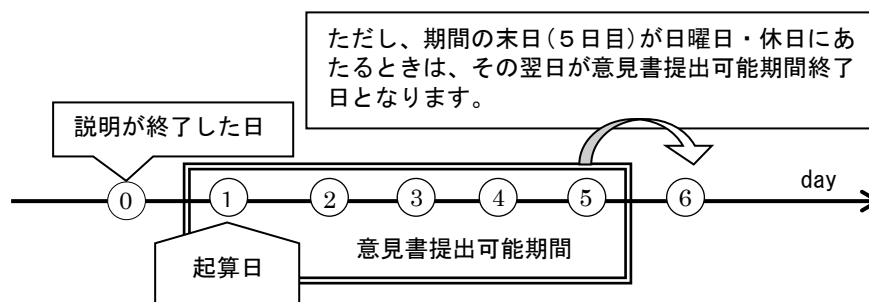 ただし、期間の末日(５日目)が日曜日・休日にあ
たるときは、その翌日が意見書提出可能期間終了
日となります。
説明が終了した日
0
1
2
3
4
5
6
day
起算日
意見書提出可能期間